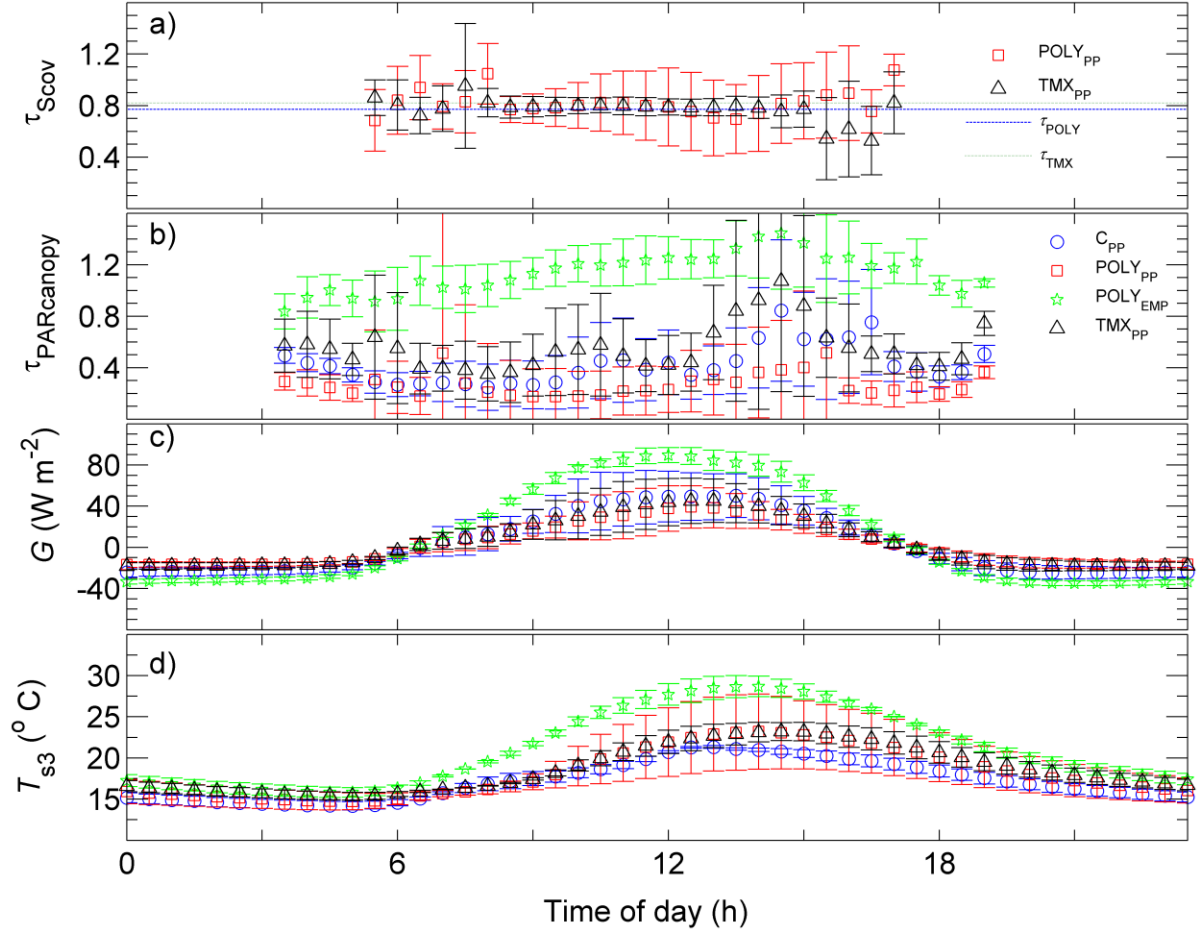 a)
τScov
1.2
0.8
0.4
POLYPP
TMXPP
τPOLY
τTMX
b)
τPARcanopy
1.2
0.8
0.4
CPP
POLYPP
POLYEMP
TMXPP
c)
G (W m-2)
80
40
0
-40
d)
Ts3 (o C)
30
25
20
15
0 6 12 18
Time of day (h)